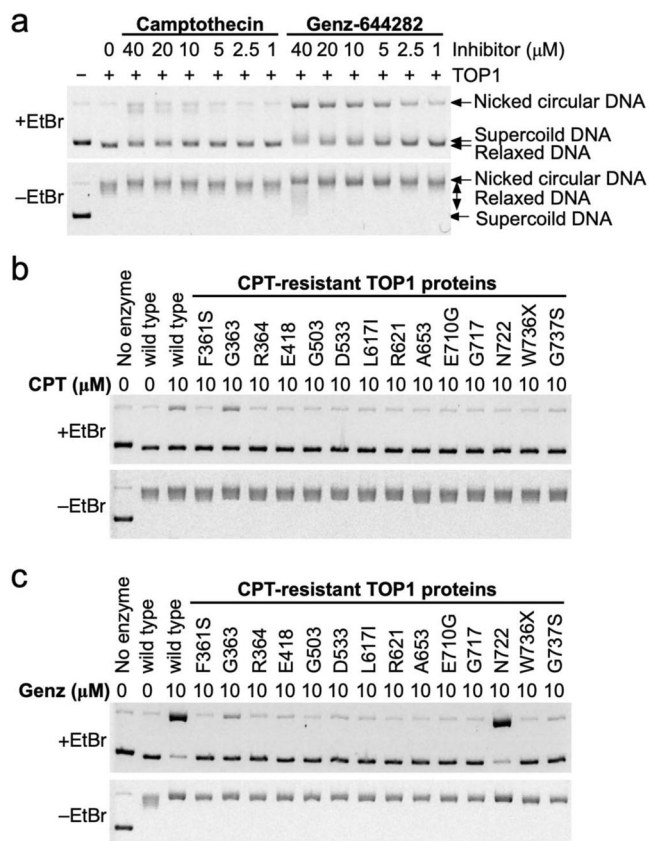 a
Camptothecin Genz-644282
0 40 20 10 5 2.5 1 40 20 10 5 2.5 1 Inhibitor (μM)
– + + + + + + + + + + + + + TOP1
+EtBr
Nicked circular DNA
Supercoild DNA
Relaxed DNA
–EtBr
Nicked circular DNA
Relaxed DNA
Supercoild DNA
b
CPT-resistant TOP1 proteins
No enzyme wild type wild type F361S G363 R364 E418 G503 D533 L617I R621 A653 E710G G717 N722 W736X G737S
CPT (μM) 0 0 10 10 10 10 10 10 10 10 10 10 10 10 10 10 10
+EtBr
–EtBr
c
CPT-resistant TOP1 proteins
No enzyme wild type wild type F361S G363 R364 E418 G503 D533 L617I R621 A653 E710G G717 N722 W736X G737S
Genz (μM) 0 0 10 10 10 10 10 10 10 10 10 10 10 10 10 10 10
+EtBr
–EtBr